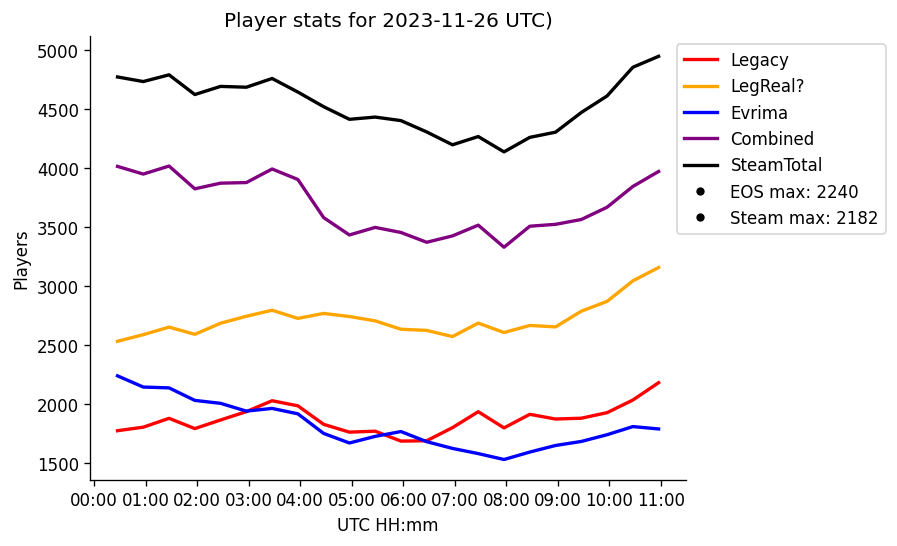 Player stats for 2023-11-26 UTC)
5000
4500
4000
3500
3000
2500
2000
1500
Players
00:00 01:00 02:00 03:00 04:00 05:00 06:00 07:00 08:00 09:00 10:00 11:00
UTC HH:mm
Legacy
LegReal?
Evrima
Combined
SteamTotal
EOS max: 2240
Steam max: 2182